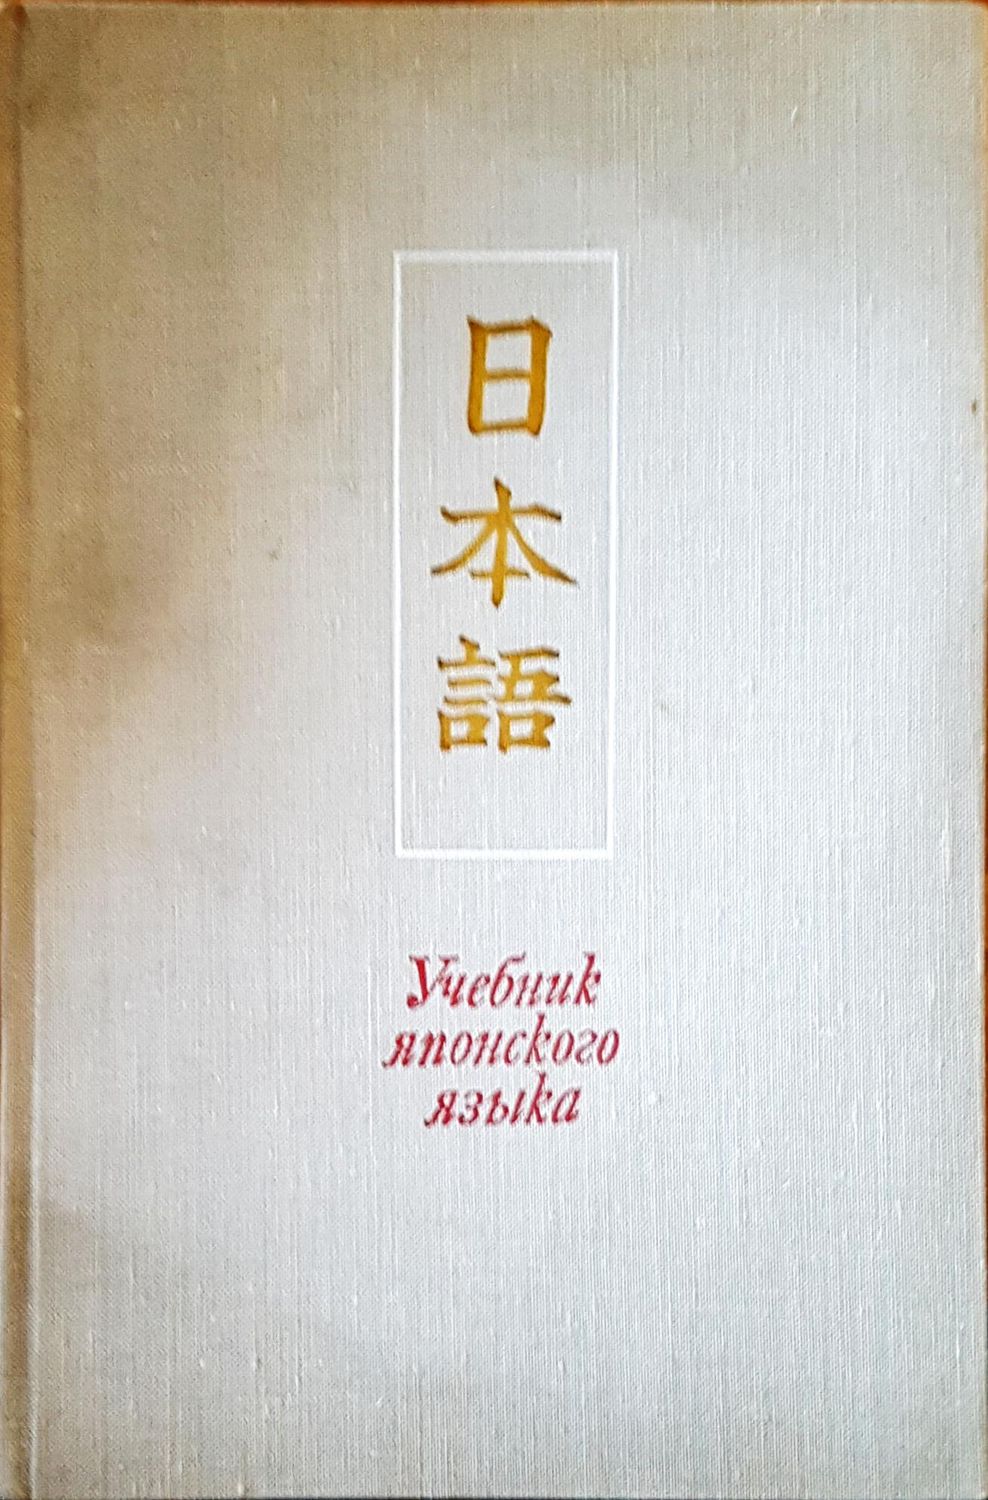 日本語
Учебник
японского
языка